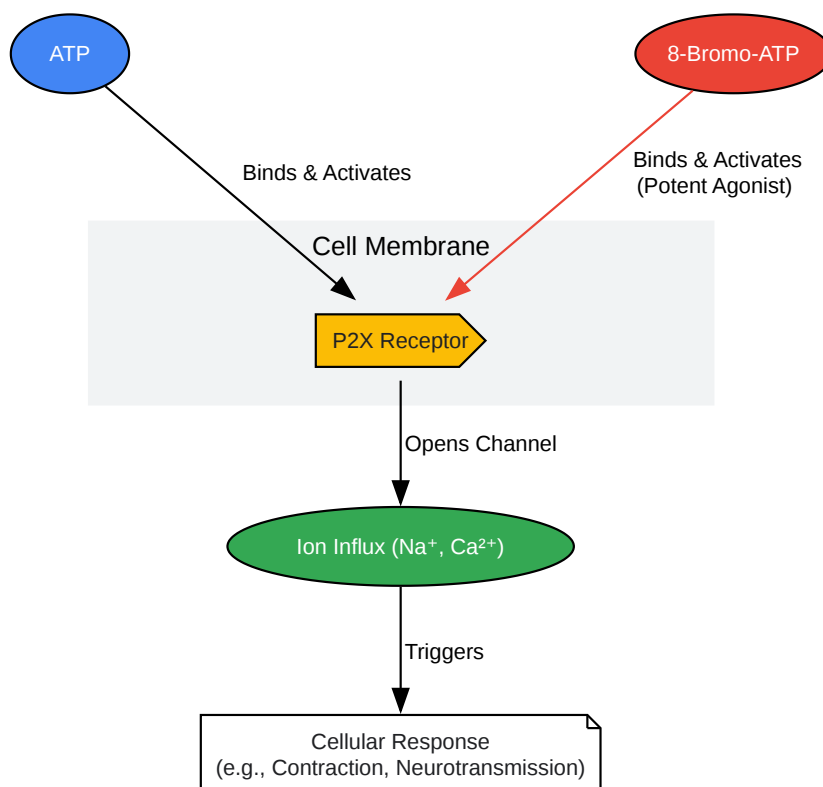 ATP
8-Bromo-ATP
Binds & Activates
Binds & Activates
(Potent Agonist)
Cell Membrane
P2X Receptor
Opens Channel
Ion Influx (Na⁺, Ca²⁺)
Triggers
Cellular Response
(e.g., Contraction, Neurotransmission)